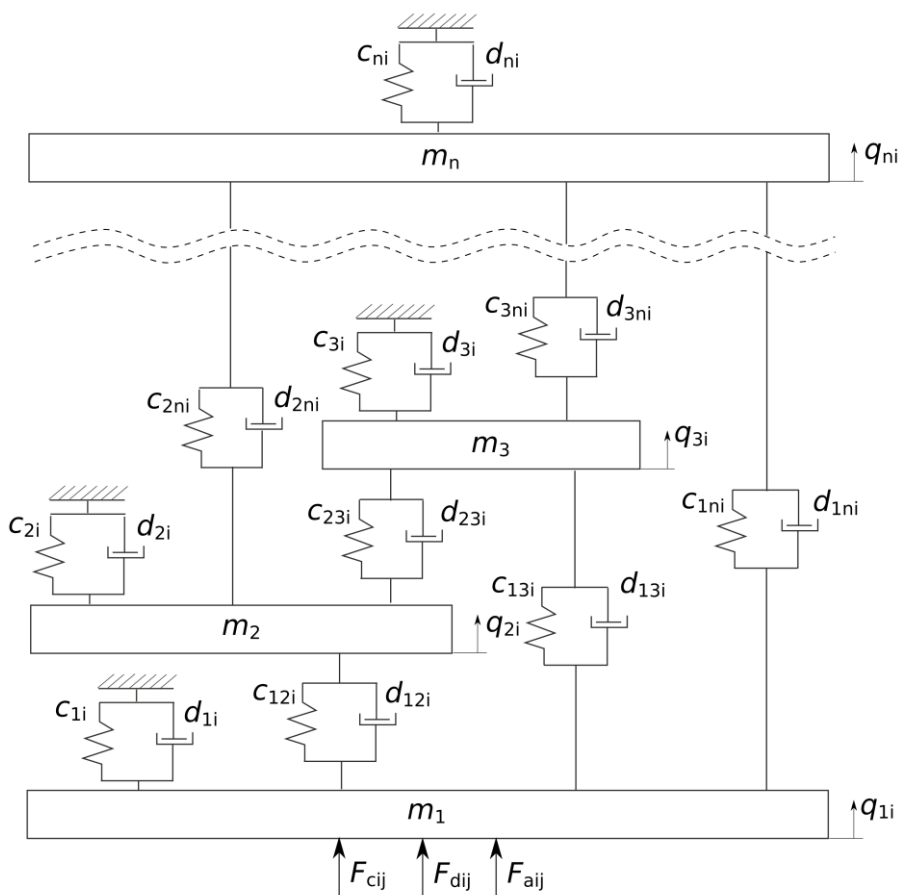 cni dni
mn
qni
c3ni d3ni
c3i d3i
c2ni d2ni
m3
q3i
c2i d2i
c23i d23i
c1ni d1ni
c13i d13i
m2
q2i
c1i d1i
c12i d12i
m1
q1i
Fcij Fdij Faij